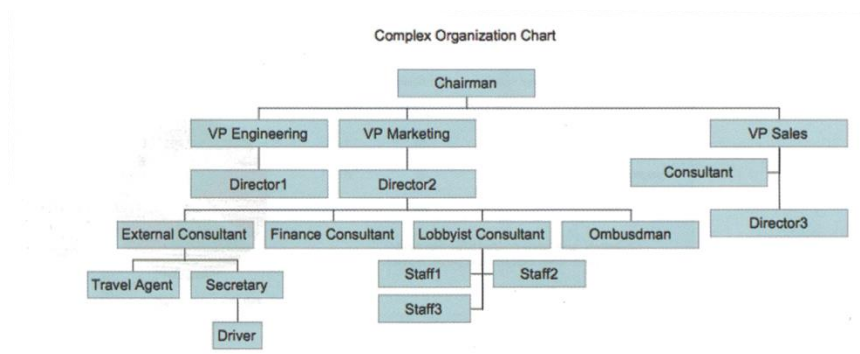 Complex Organization Chart
Chairman
VP Engineering
VP Marketing
VP Sales
Consultant
Director1
Director2
Director3
External Consultant
Finance Consultant
Lobbyist Consultant
Ombusdman
Staff1
Staff2
Travel Agent
Secretary
Staff3
Driver